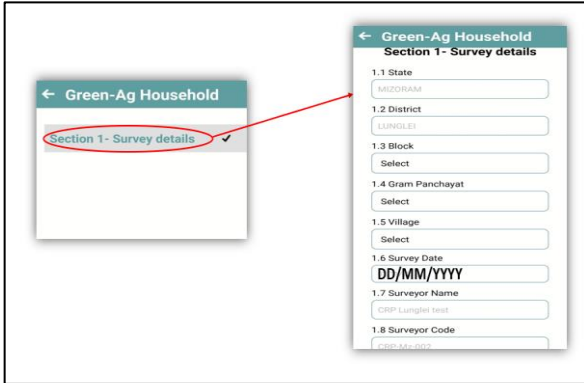 ← Green-Ag Household
Section 1- Survey details ✓
← Green-Ag Household
Section 1- Survey details
1.1 State
MIZORAM
1.2 District
LUNGLEI
1.3 Block
Select
1.4 Gram Panchayat
Select
1.5 Village
Select
1.6 Survey Date
DD/MM/YYYY
1.7 Surveyor Name
CRP Lunglei test
1.8 Surveyor Code
CRP-Mz-002